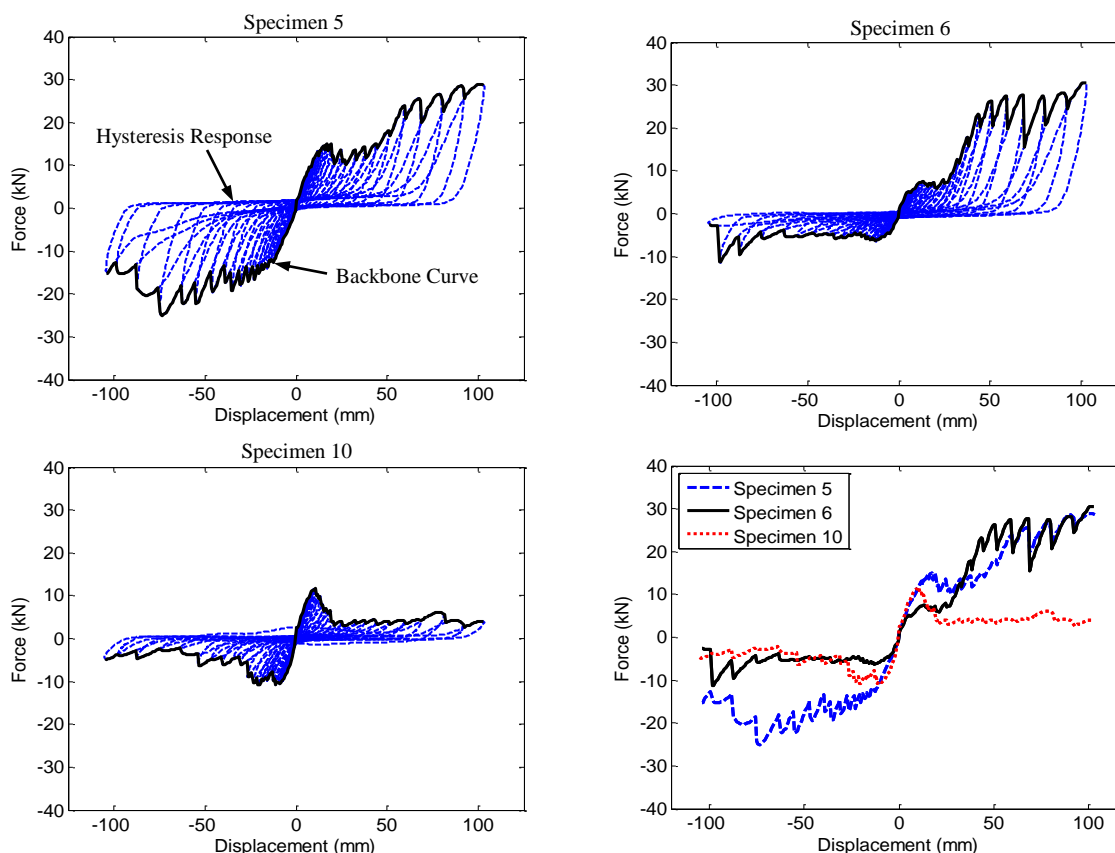 Specimen 5
40
30
20
10
0
-10
-20
-30
-40
Force (kN)
Hysteresis Response
Backbone Curve
-100 -50 0 50 100
Displacement (mm)
Specimen 6
40
30
20
10
0
-10
-20
-30
-40
Force (kN)
-100 -50 0 50 100
Displacement (mm)
Specimen 10
40
30
20
10
0
-10
-20
-30
-40
Force (kN)
-100 -50 0 50 100
Displacement (mm)
40
30
20
10
0
-10
-20
-30
-40
Force (kN)
Specimen 5
Specimen 6
Specimen 10
-100 -50 0 50 100
Displacement (mm)